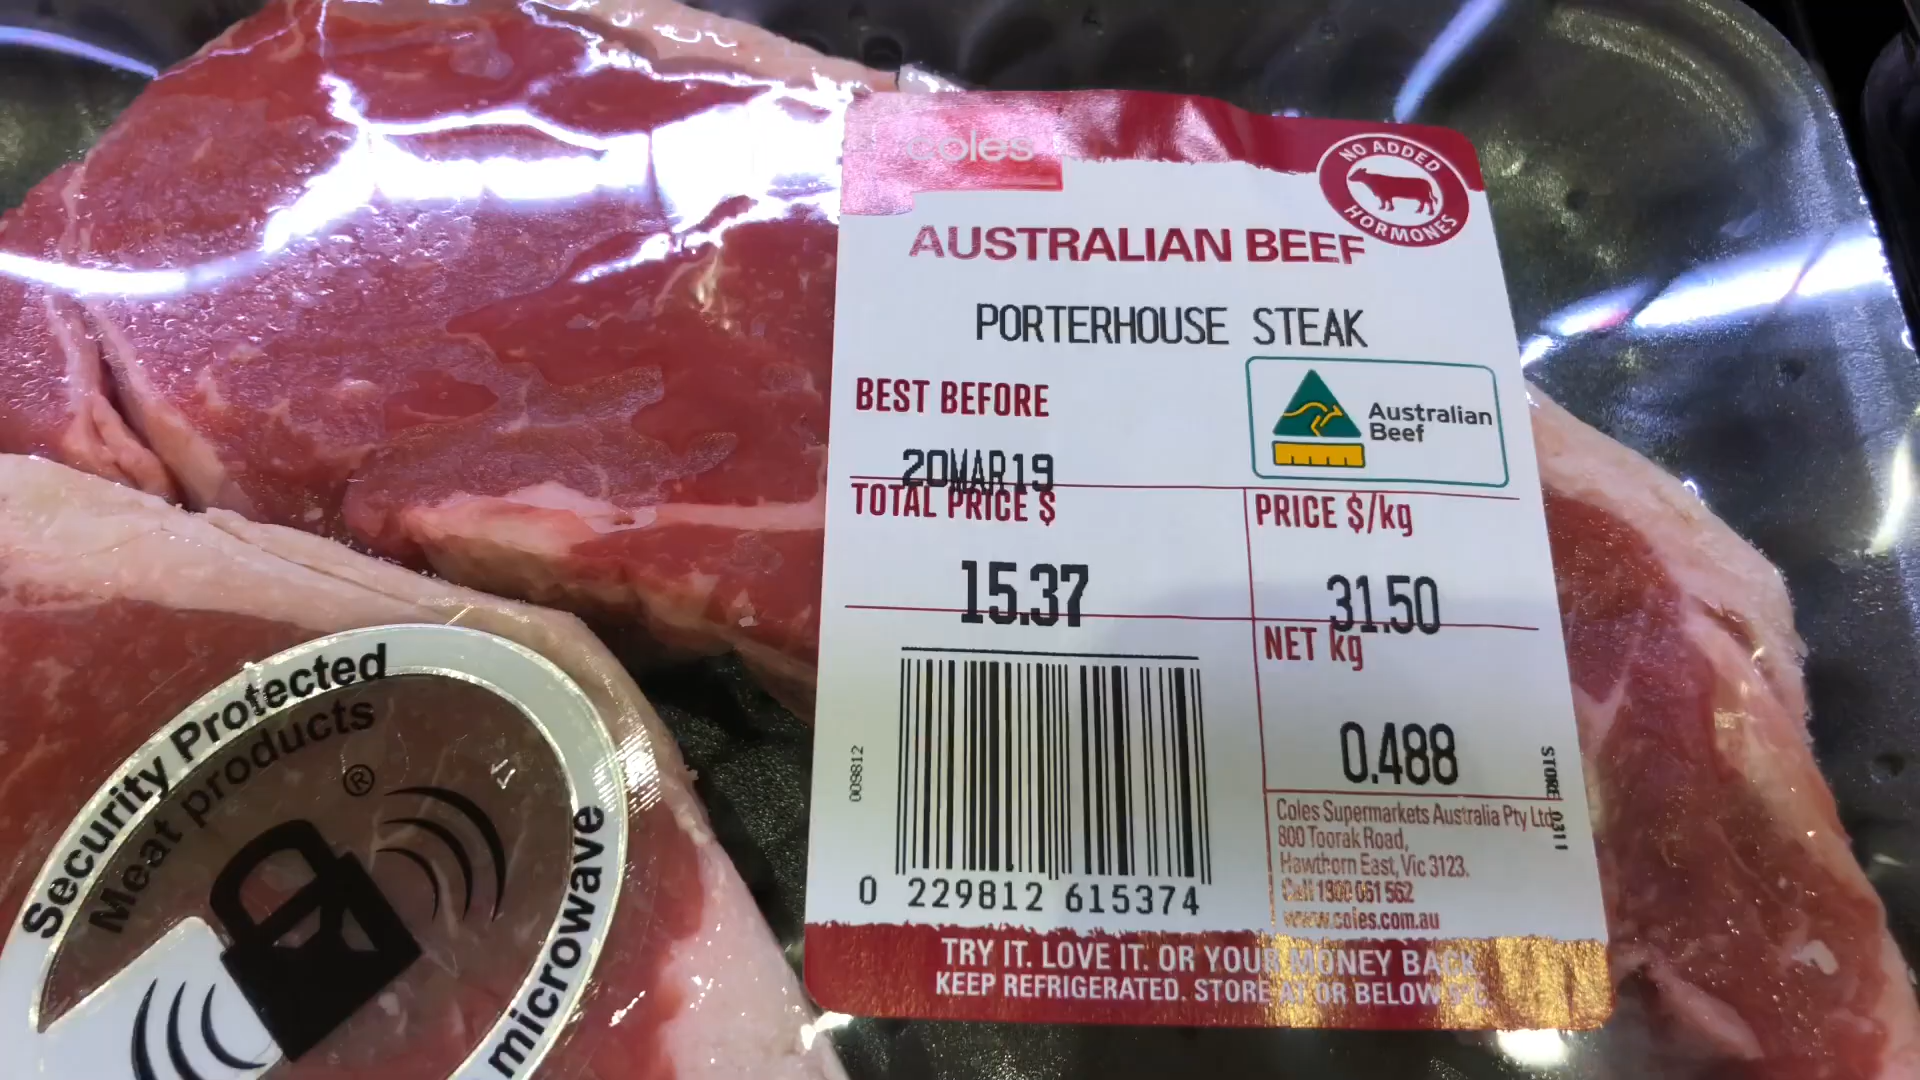 coles
NO ADDED
HORMONES
AUSTRALIAN BEEF
PORTERHOUSE STEAK
BEST BEFORE
20MAR19
Australian
Beef
TOTAL PRICE $
15.37
PRICE $/kg
31.50
NET kg
0.488
009812
0 229812 615374
STORE 0311
Coles Supermarkets Australia Pty Ltd
800 Toorak Road,
Hawthorn East, Vic 3123.
Call 1900 061 562
www.coles.com.au
TRY IT. LOVE IT. OR YOUR MONEY BACK
KEEP REFRIGERATED. STORE AT OR BELOW 5°C
Security Protected
Meat products
®
microwave